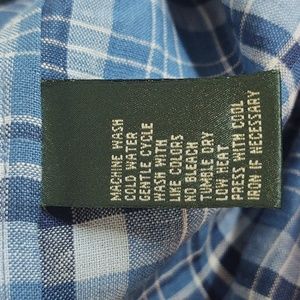 MACHINE WASH
COLD WATER
GENTLE CYCLE
WASH WITH
LIKE COLORS
NO BLEACH
TUMBLE DRY
LOW HEAT
PRESS WITH COOL
IRON IF NECESSARY